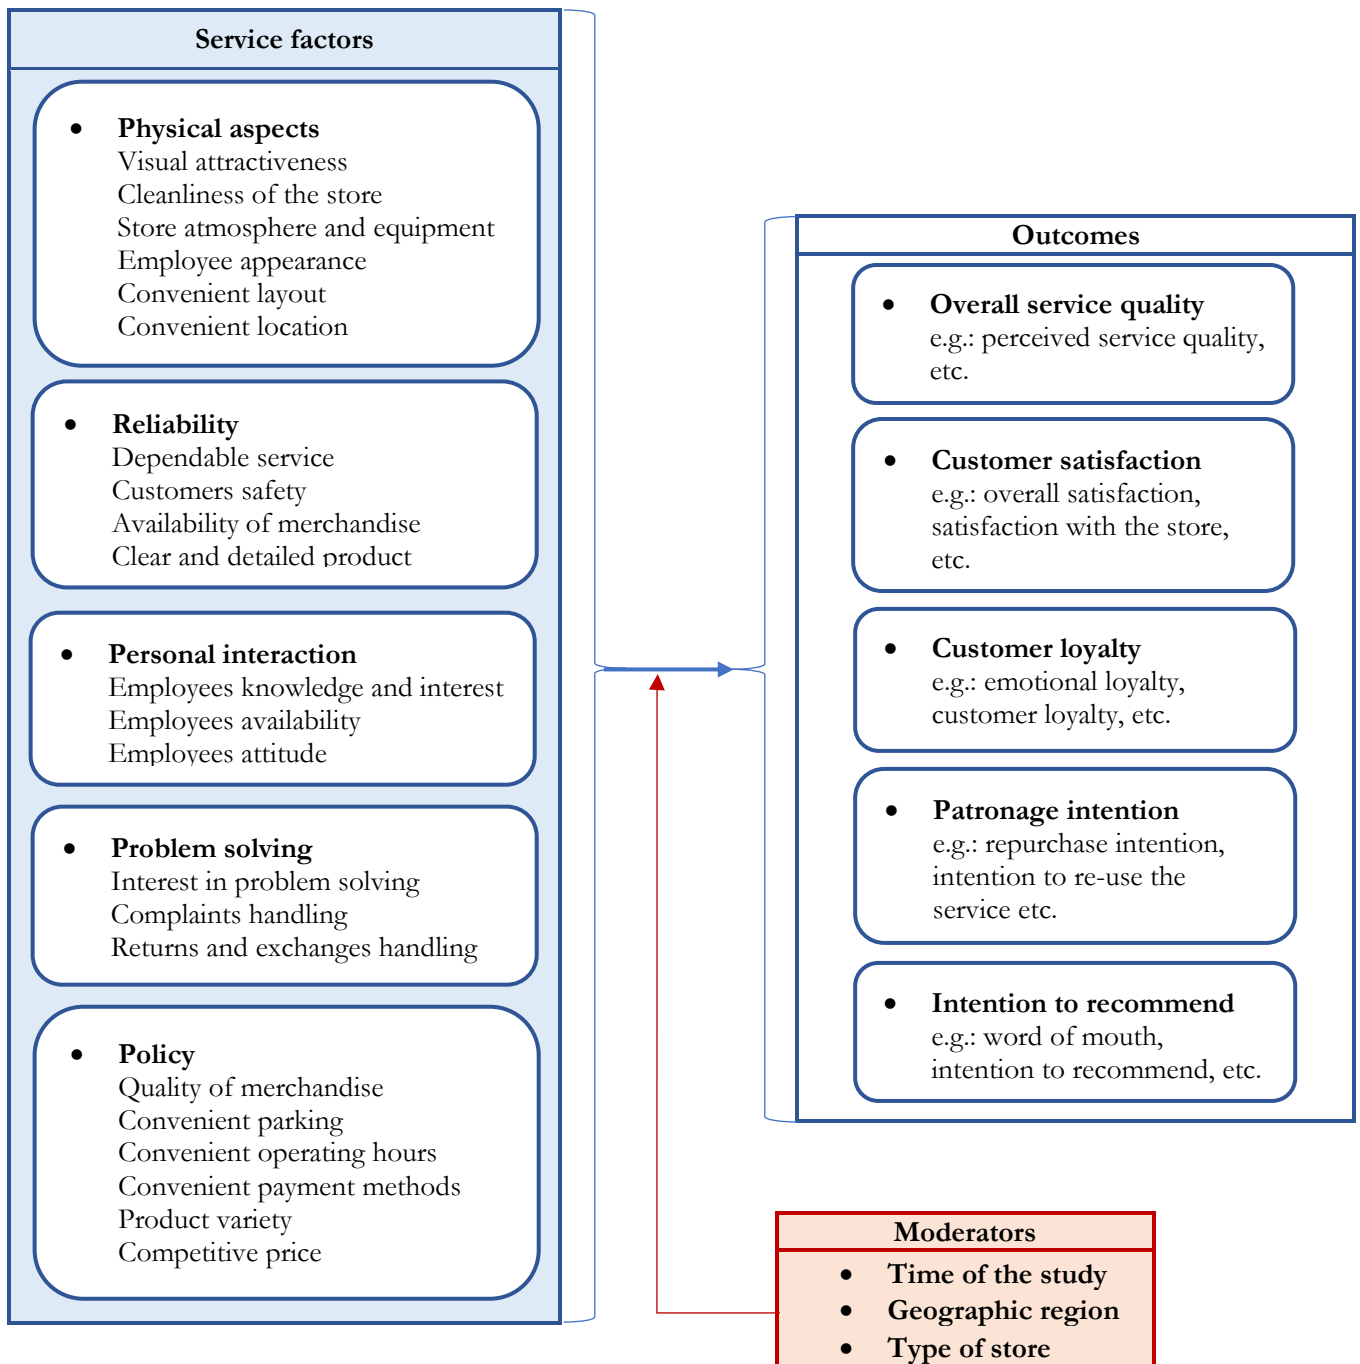 Service factors
• Physical aspects
Visual attractiveness
Cleanliness of the store
Store atmosphere and equipment
Employee appearance
Convenient layout
Convenient location
• Reliability
Dependable service
Customers safety
Availability of merchandise
Clear and detailed product
• Personal interaction
Employees knowledge and interest
Employees availability
Employees attitude
• Problem solving
Interest in problem solving
Complaints handling
Returns and exchanges handling
• Policy
Quality of merchandise
Convenient parking
Convenient operating hours
Convenient payment methods
Product variety
Competitive price
Outcomes
• Overall service quality
e.g.: perceived service quality,
etc.
• Customer satisfaction
e.g.: overall satisfaction,
satisfaction with the store,
etc.
• Customer loyalty
e.g.: emotional loyalty,
customer loyalty, etc.
• Patronage intention
e.g.: repurchase intention,
intention to re-use the
service etc.
• Intention to recommend
e.g.: word of mouth,
intention to recommend, etc.
Moderators
• Time of the study
• Geographic region
• Type of store